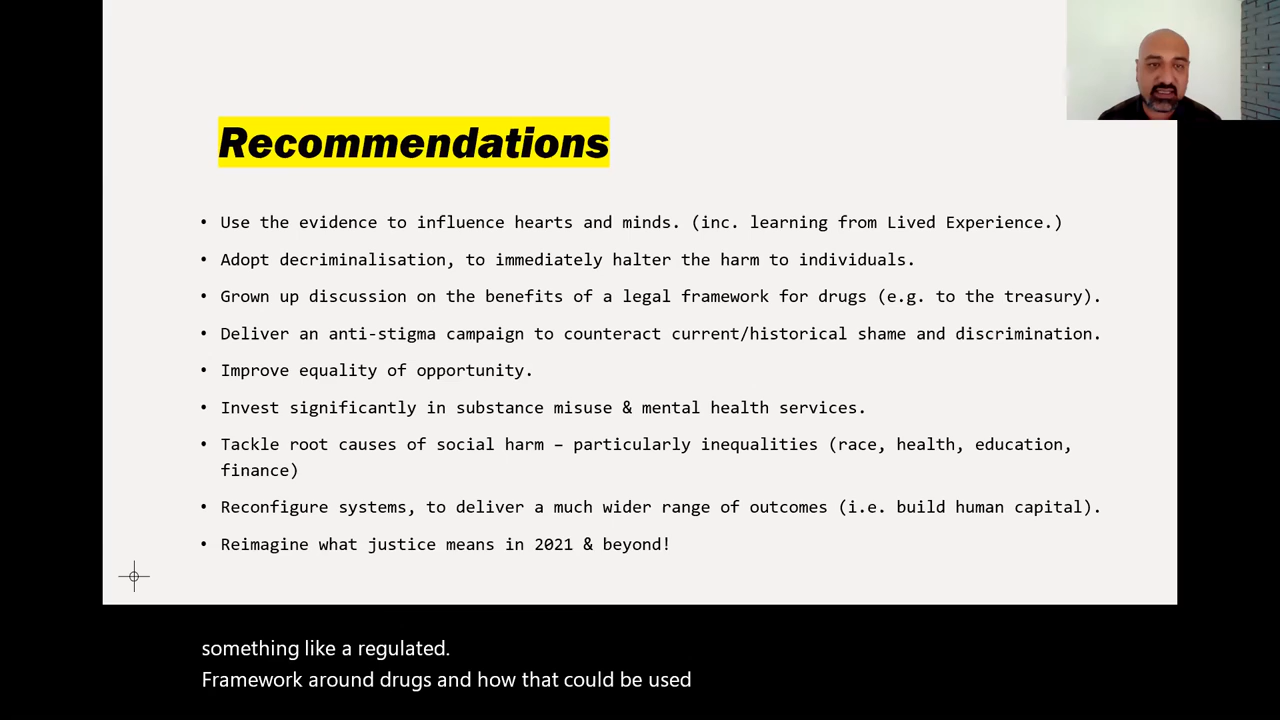 Recommendations
• Use the evidence to influence hearts and minds. (inc. learning from Lived Experience.)
• Adopt decriminalisation, to immediately halter the harm to individuals.
• Grown up discussion on the benefits of a legal framework for drugs (e.g. to the treasury).
• Deliver an anti-stigma campaign to counteract current/historical shame and discrimination.
• Improve equality of opportunity.
• Invest significantly in substance misuse & mental health services.
• Tackle root causes of social harm – particularly inequalities (race, health, education,
finance)
• Reconfigure systems, to deliver a much wider range of outcomes (i.e. build human capital).
• Reimagine what justice means in 2021 & beyond!
something like a regulated.
Framework around drugs and how that could be used